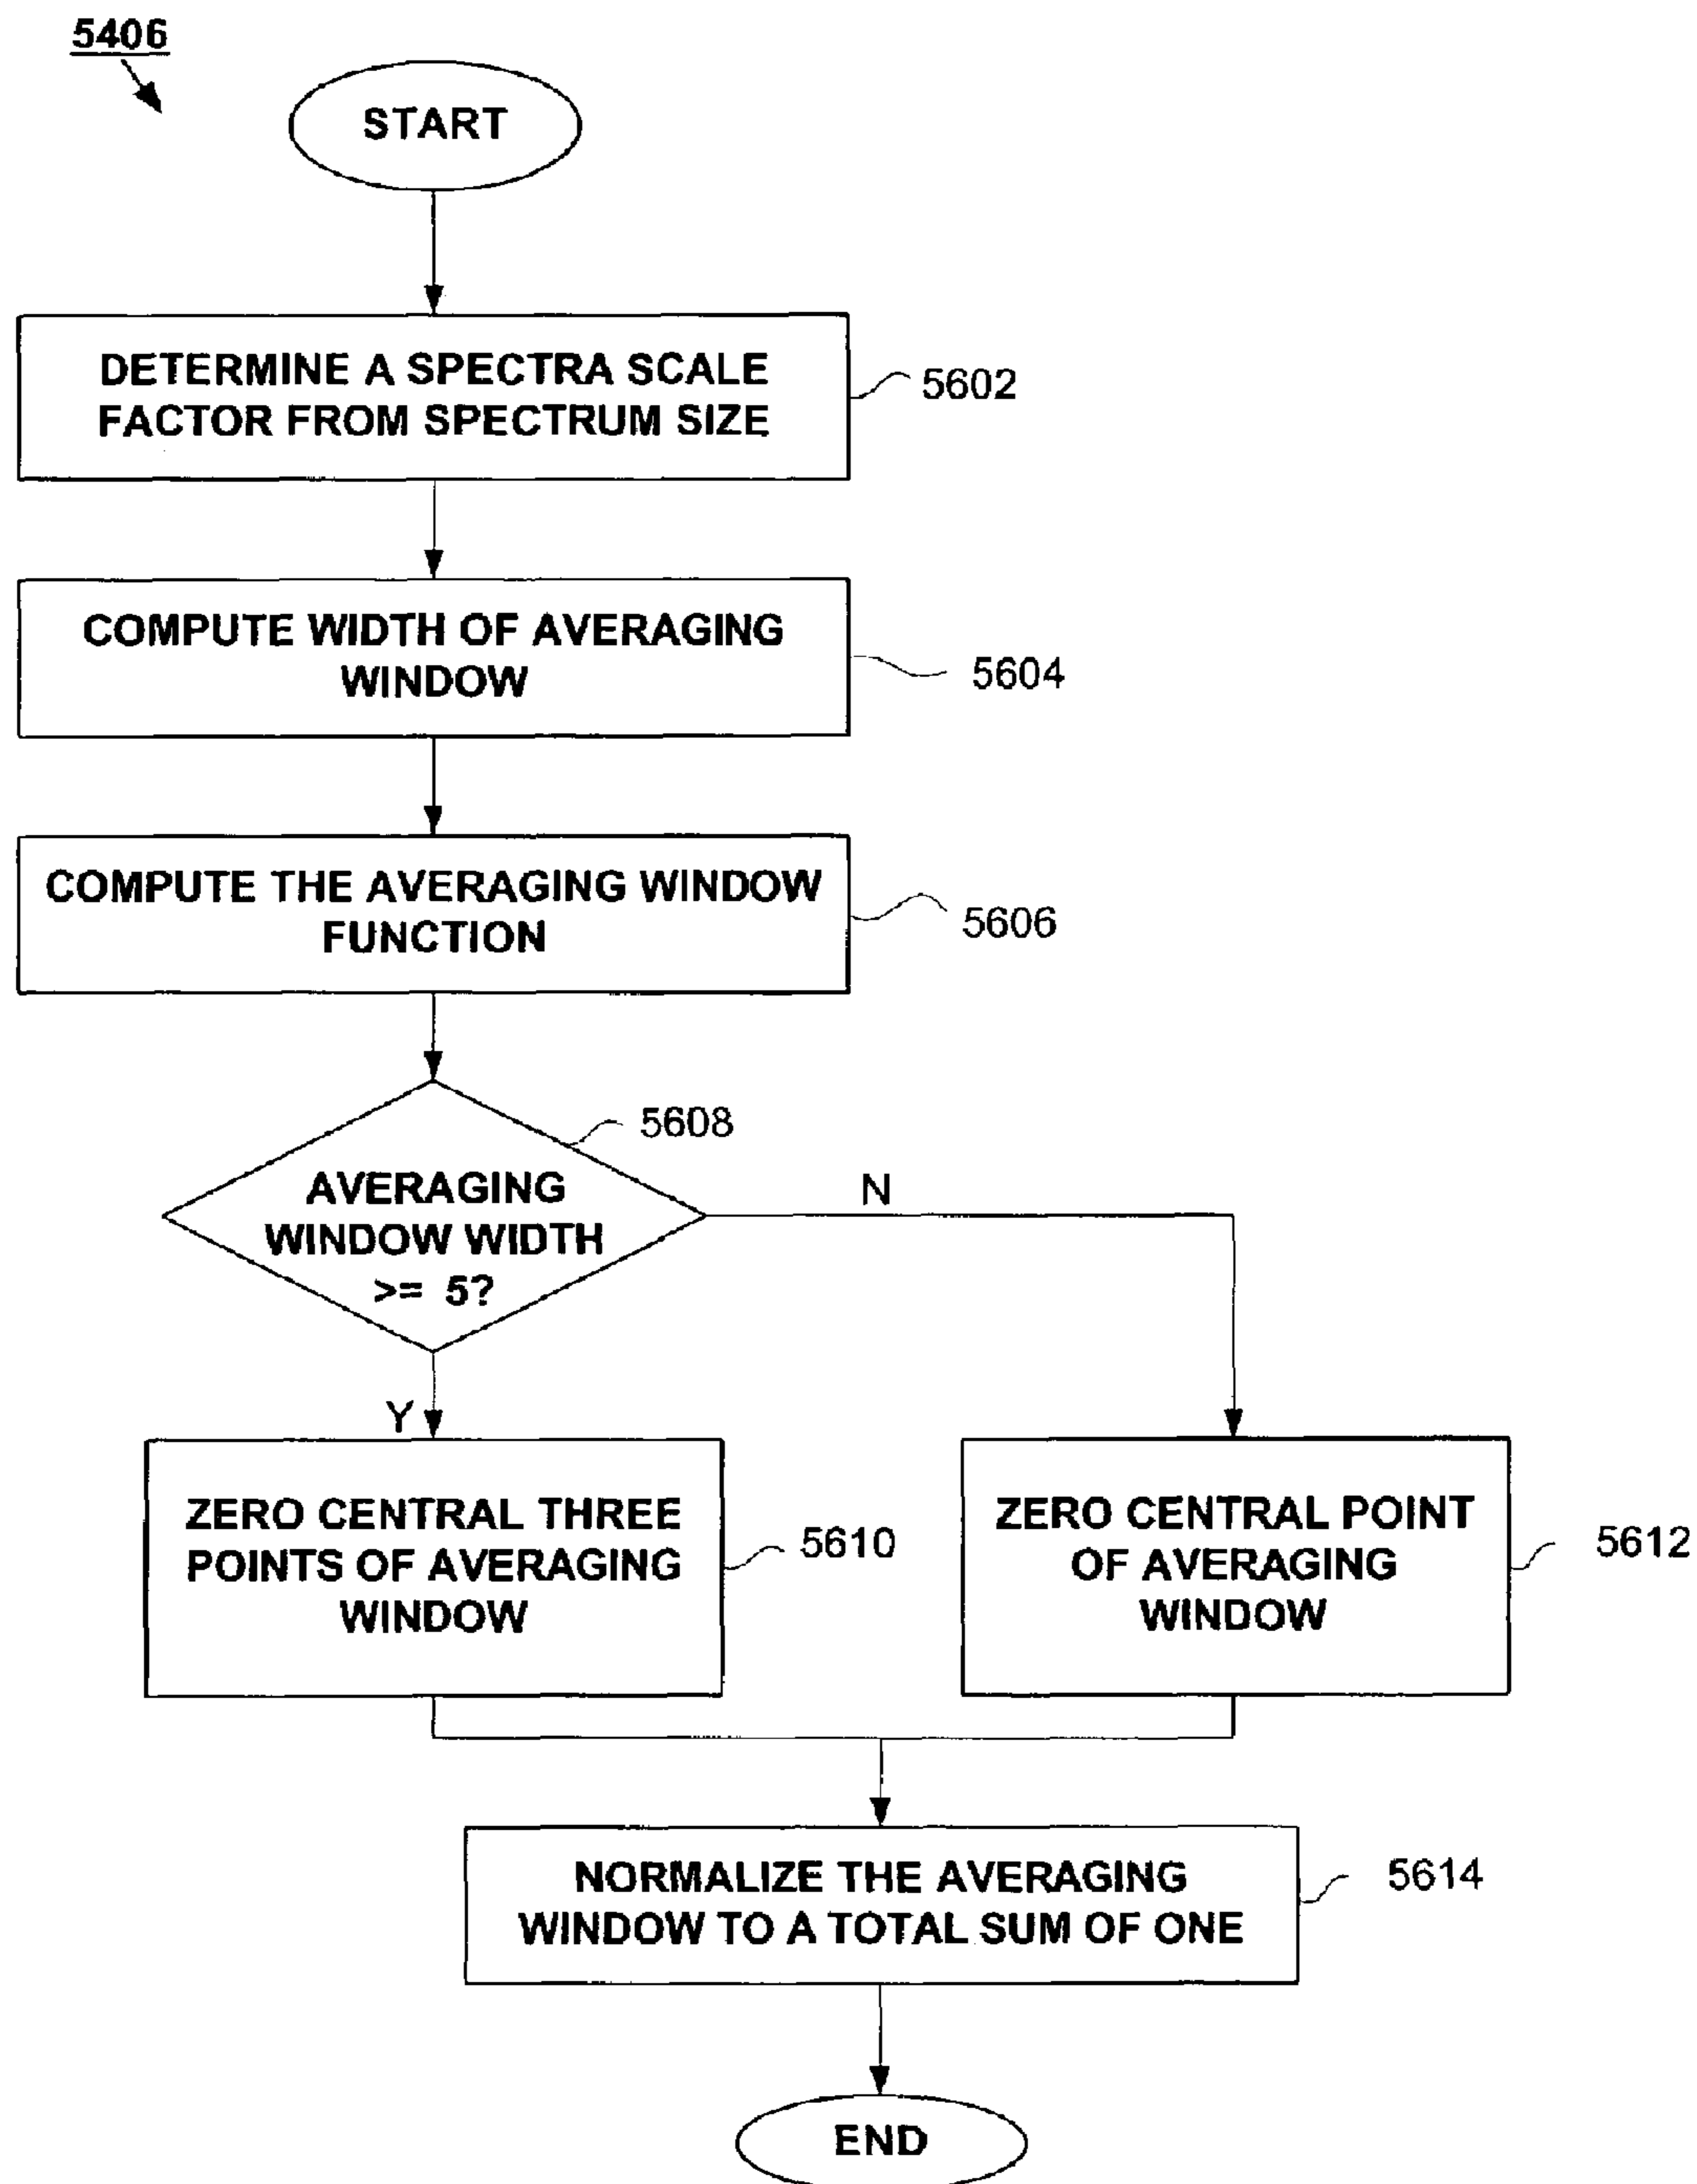 5406
START
DETERMINE A SPECTRA SCALE
FACTOR FROM SPECTRUM SIZE
5602
COMPUTE WIDTH OF AVERAGING
WINDOW
5604
COMPUTE THE AVERAGING WINDOW
FUNCTION
5606
5608
AVERAGING
WINDOW WIDTH
>= 5?
N
Y
ZERO CENTRAL THREE
POINTS OF AVERAGING
WINDOW
5610
ZERO CENTRAL POINT
OF AVERAGING
WINDOW
5612
NORMALIZE THE AVERAGING
WINDOW TO A TOTAL SUM OF ONE
5614
END